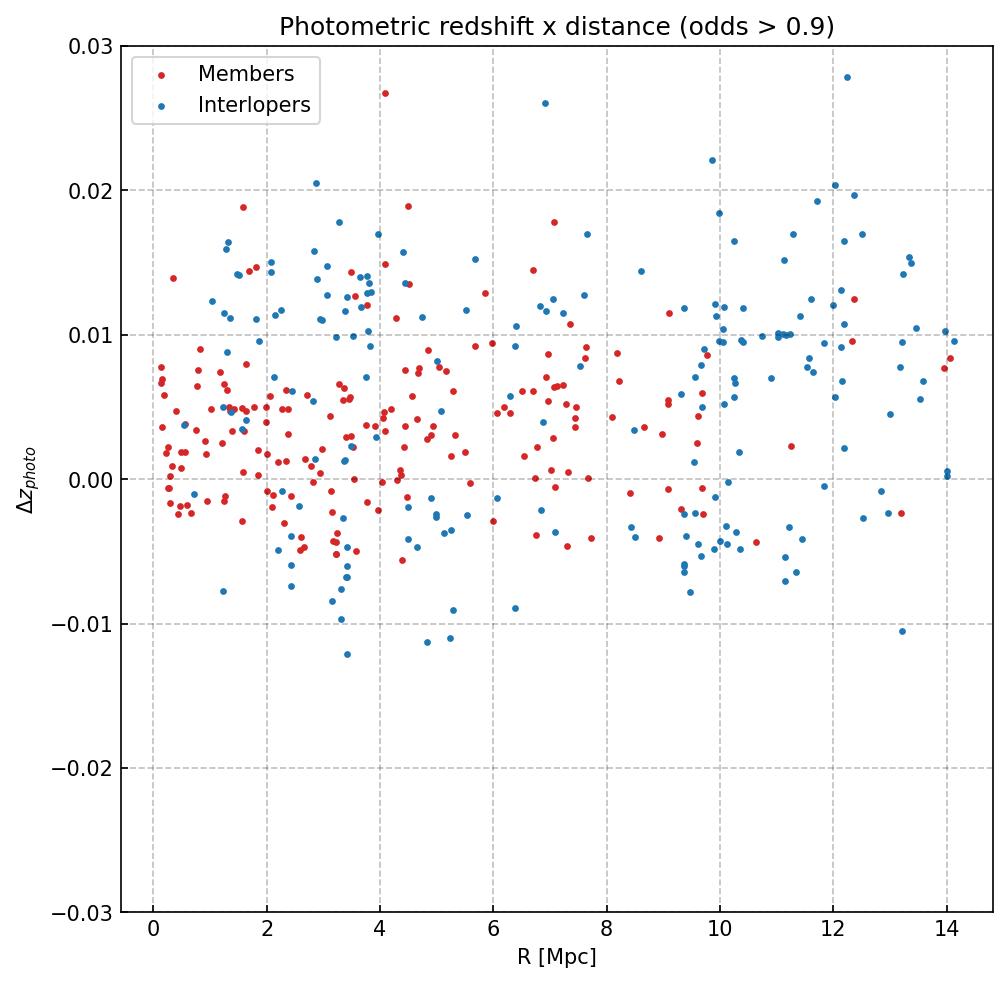 Photometric redshift x distance (odds > 0.9)
Members
Interlopers
0.03
0.02
0.01
0.00
−0.01
−0.02
−0.03
Δz_photo
0 2 4 6 8 10 12 14
R [Mpc]